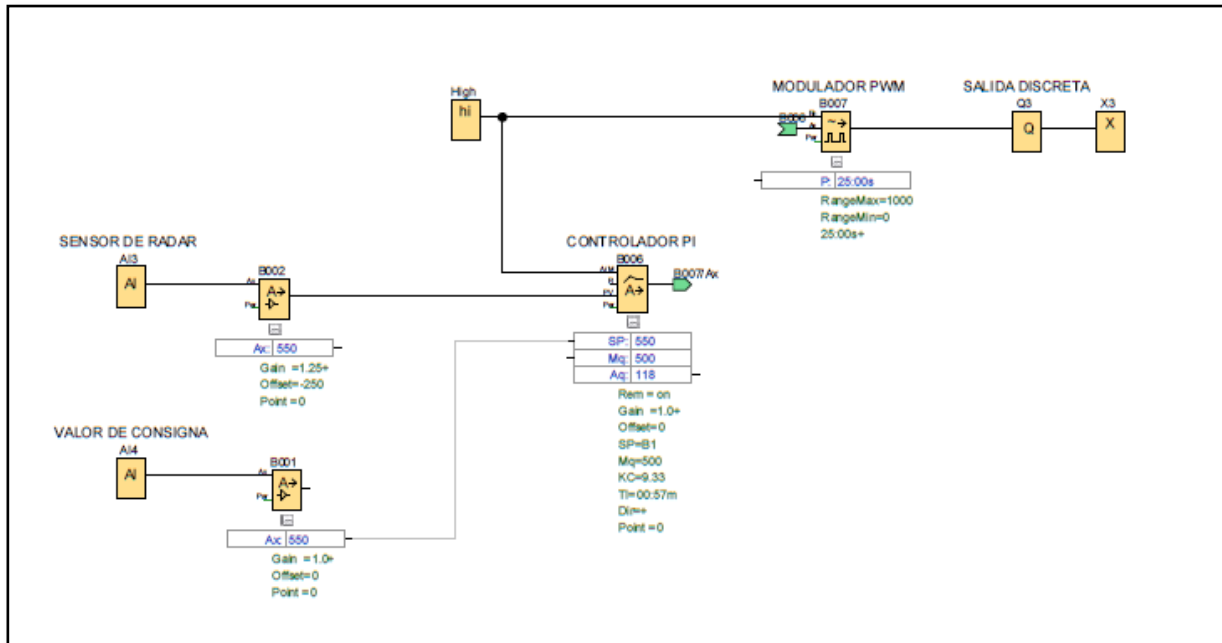 High
hi
MODULADOR PWM
B007
SALIDA DISCRETA
Q3
Q
X3
X
B006
P: 25:00s
RangeMax=1000
RangeMin=0
25:00s+
SENSOR DE RADAR
AI3
AI
B002
Ax
A→
Par
Ax: 550
Gain =1.25+
Offset=-250
Point =0
CONTROLADOR PI
B006
A/M
R
PV
Par
A→
B007/Ax
SP: 550
Mq: 500
Aq: 118
Rem = on
Gain =1.0+
Offset=0
SP=B1
Mq=500
KC=9.33
TI=00:57m
Dir=+
Point =0
VALOR DE CONSIGNA
AI4
AI
B001
Ax
A→
Par
Ax: 550
Gain =1.0+
Offset=0
Point =0